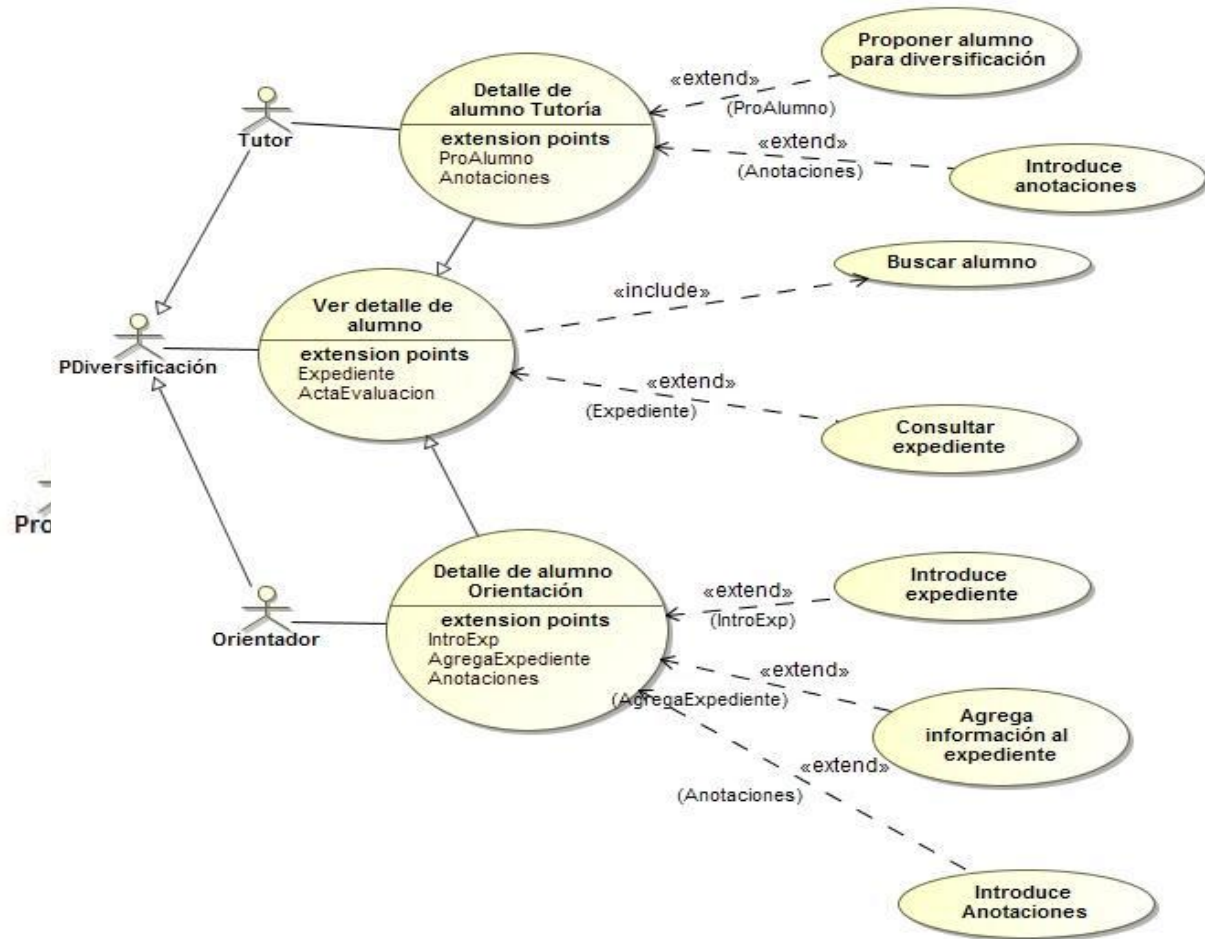 Proponer alumno
para diversificación
«extend»
(ProAlumno)
Detalle de
alumno Tutoría
extension points
ProAlumno
Anotaciones
Tutor
«extend»
(Anotaciones)
Introduce
anotaciones
Buscar alumno
«include»
Ver detalle de
alumno
extension points
Expediente
ActaEvaluacion
PDiversificación
«extend»
(Expediente)
Consultar
expediente
Pro
Detalle de alumno
Orientación
extension points
IntroExp
AgregaExpediente
Anotaciones
Orientador
«extend»
(IntroExp)
Introduce
expediente
«extend»
(AgregaExpediente)
Agrega
información al
expediente
«extend»
(Anotaciones)
Introduce
Anotaciones